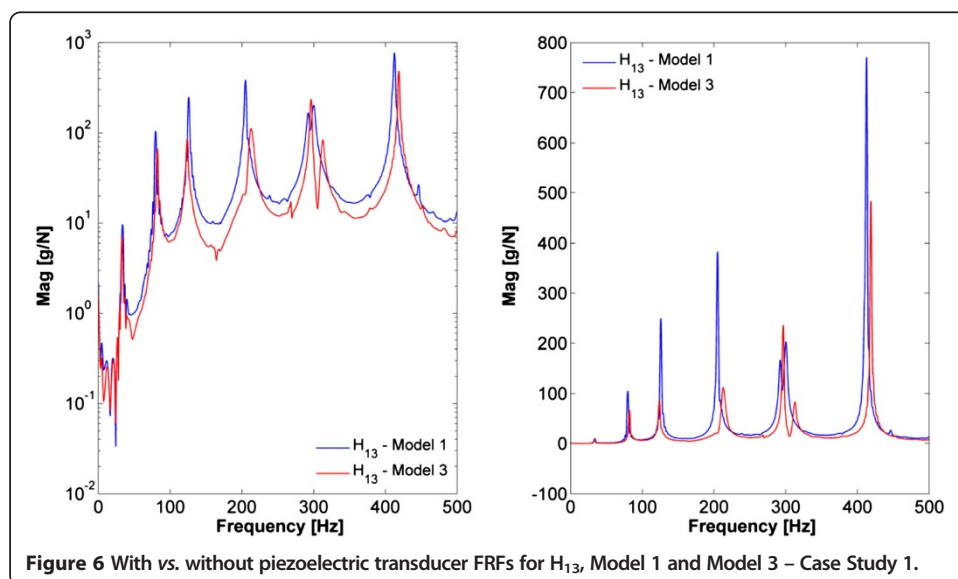 10³
10²
10¹
10⁰
10⁻¹
10⁻²
Mag [g/N]
0 100 200 300 400 500
Frequency [Hz]
H₁₃ - Model 1
H₁₃ - Model 3
800
700
600
500
400
300
200
100
0
-100
Mag [g/N]
0 100 200 300 400 500
Frequency [Hz]
H₁₃ - Model 1
H₁₃ - Model 3
Figure 6 With vs. without piezoelectric transducer FRFs for H₁₃, Model 1 and Model 3 – Case Study 1.